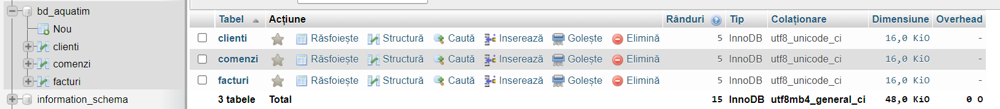 bd_aquatim
Nou
clienti
comenzi
facturi
information_schema
Tabel Acțiune Rânduri Tip Colaționare Dimensiune Overhead
clienti Răsfoiește Structură Caută Inserează Golește Elimină 5 InnoDB utf8_unicode_ci 16,0 KiO -
comenzi Răsfoiește Structură Caută Inserează Golește Elimină 5 InnoDB utf8_unicode_ci 16,0 KiO -
facturi Răsfoiește Structură Caută Inserează Golește Elimină 5 InnoDB utf8_unicode_ci 16,0 KiO -
3 tabele Total 15 InnoDB utf8mb4_general_ci 48,0 KiO 0 O